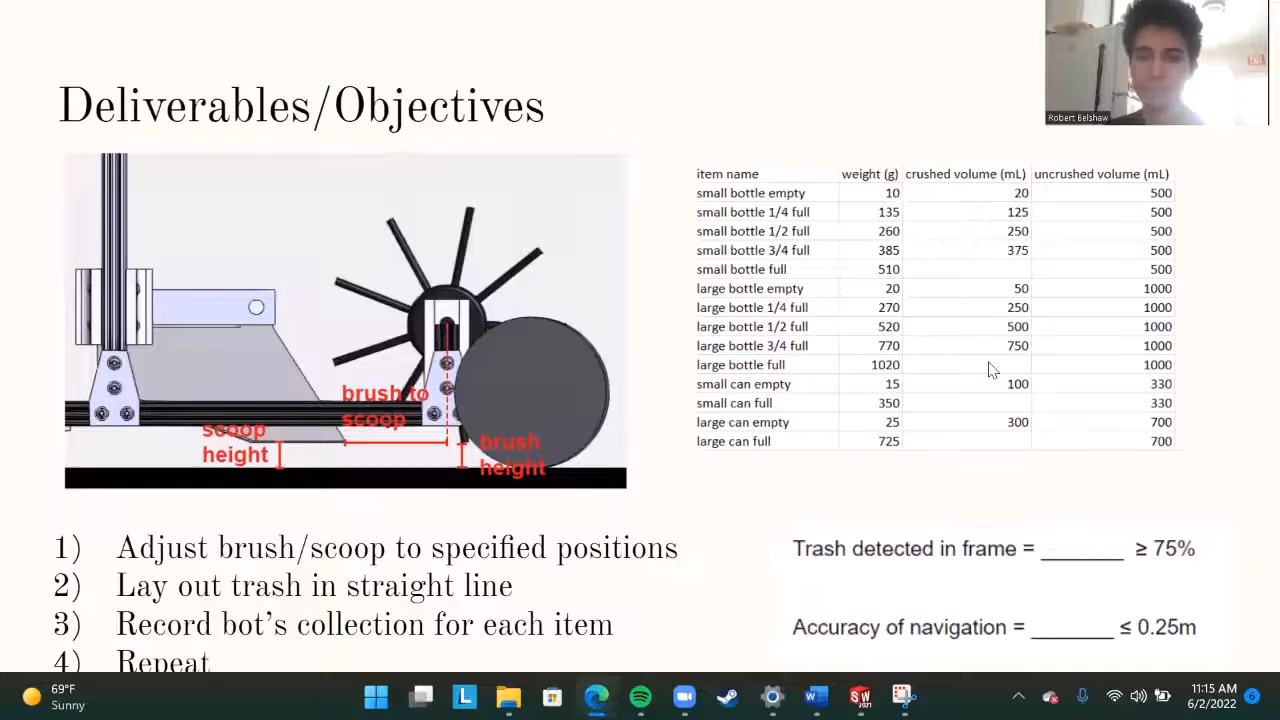 Robert Belshaw
Deliverables/Objectives
brush to
scoop
scoop
height
brush
height
item name weight (g) crushed volume (mL) uncrushed volume (mL)
small bottle empty 10 20 500
small bottle 1/4 full 135 125 500
small bottle 1/2 full 260 250 500
small bottle 3/4 full 385 375 500
small bottle full 510 500
large bottle empty 20 50 1000
large bottle 1/4 full 270 250 1000
large bottle 1/2 full 520 500 1000
large bottle 3/4 full 770 750 1000
large bottle full 1020 1000
small can empty 15 100 330
small can full 350 330
large can empty 25 300 700
large can full 725 700
1) Adjust brush/scoop to specified positions
2) Lay out trash in straight line
3) Record bot's collection for each item
4) Repeat
Trash detected in frame = ______ ≥ 75%
Accuracy of navigation = ______ ≤ 0.25m
69°F
Sunny
11:15 AM
6/2/2022